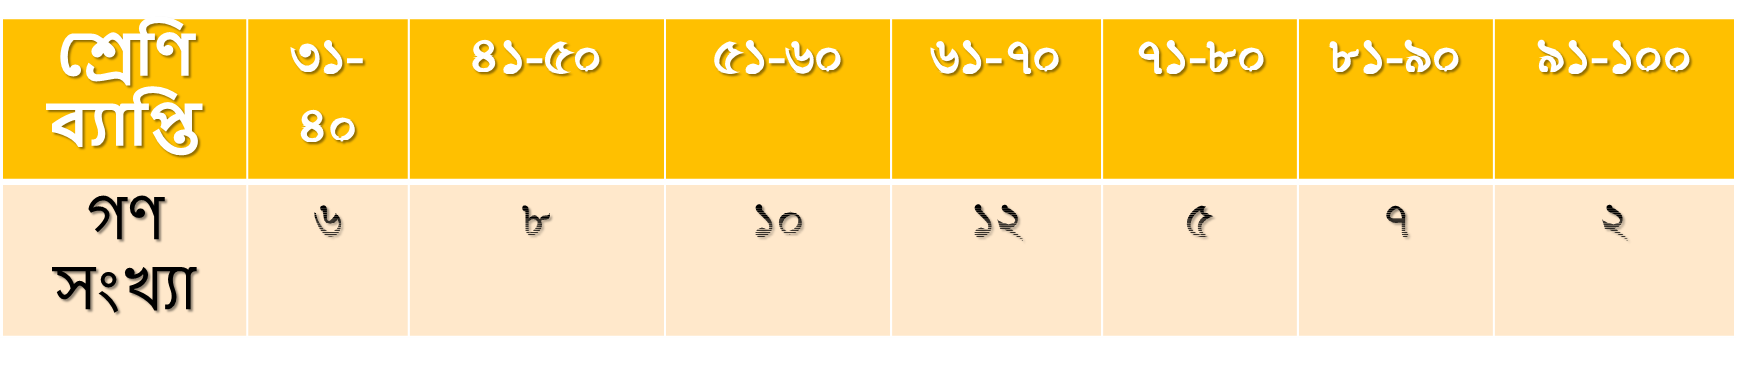 শ্রেণি ব্যাপ্তি ৩১-৪০ ৪১-৫০ ৫১-৬০ ৬১-৭০ ৭১-৮০ ৮১-৯০ ৯১-১০০
গণ সংখ্যা ৬ ৮ ১০ ১২ ৫ ৭ ২